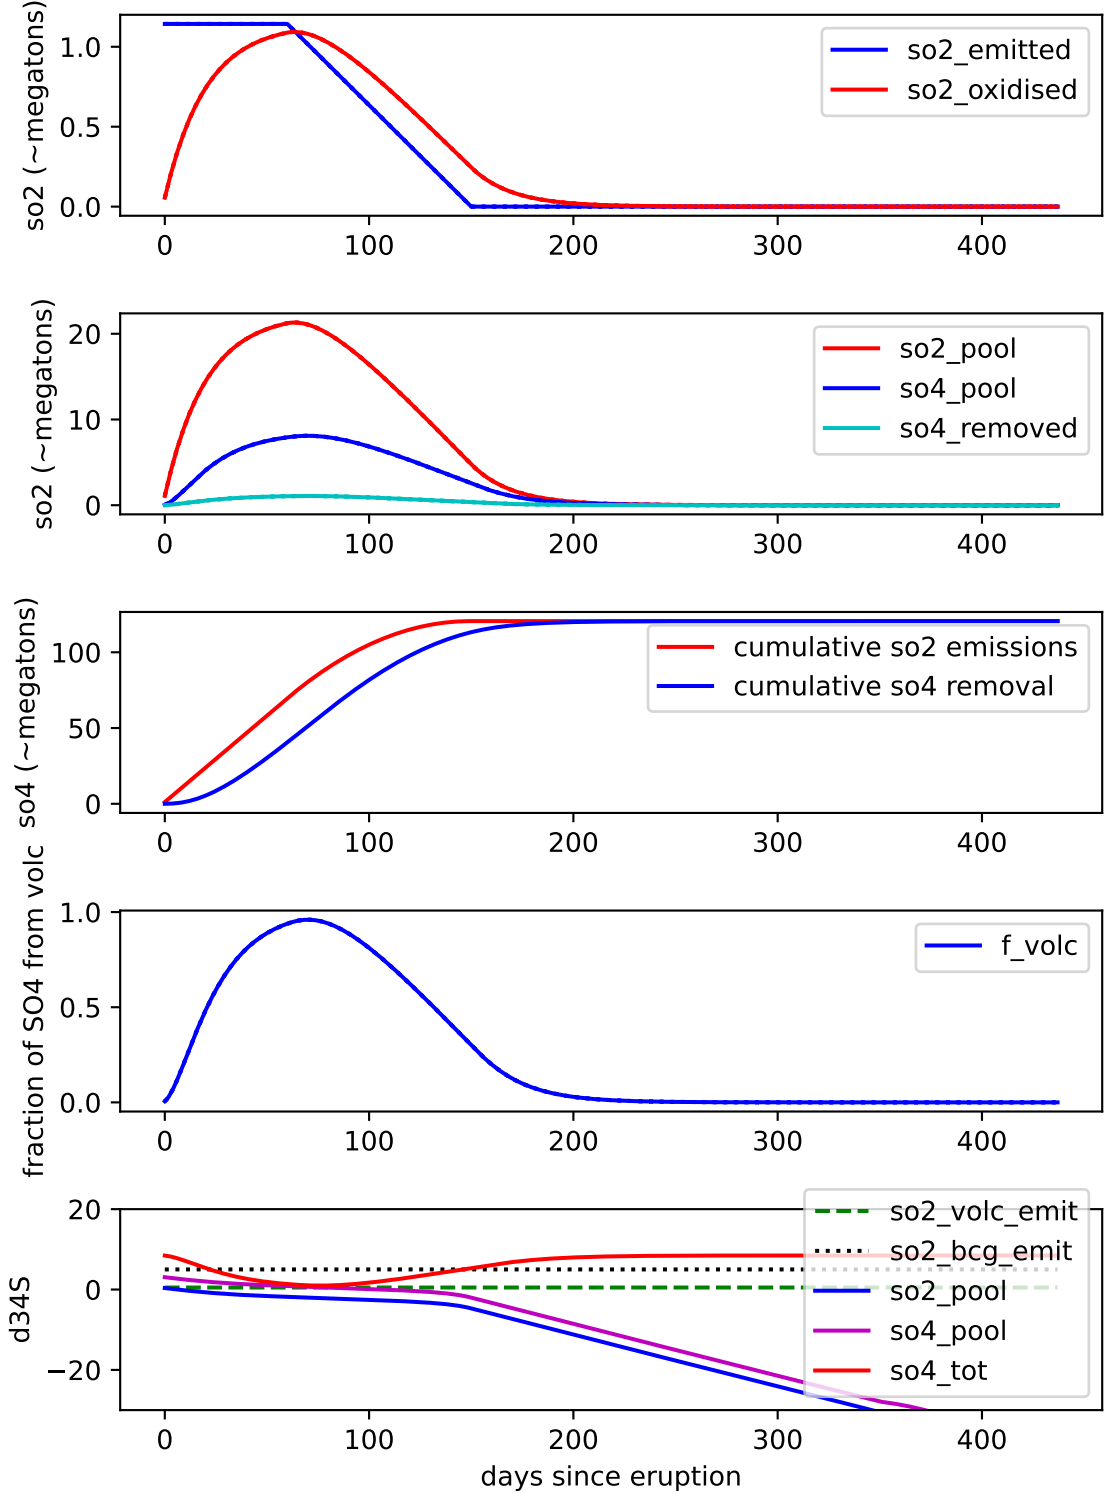 so2 (~megatons)
1.0
0.5
0.0
so2_emitted
so2_oxidised
0 100 200 300 400
so2 (~megatons)
20
10
0
so2_pool
so4_pool
so4_removed
0 100 200 300 400
so4 (~megatons)
100
50
0
cumulative so2 emissions
cumulative so4 removal
0 100 200 300 400
fraction of SO4 from volc
1.0
0.5
0.0
f_volc
0 100 200 300 400
d34S
20
0
−20
so2_volc_emit
so2_bcg_emit
so2_pool
so4_pool
so4_tot
0 100 200 300 400
days since eruption